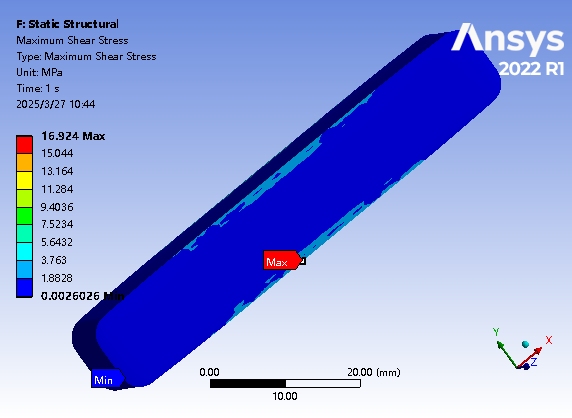 F: Static Structural
Maximum Shear Stress
Type: Maximum Shear Stress
Unit: MPa
Time: 1 s
2025/3/27 10:44
Ansys
2022 R1
16.924 Max
15.044
13.164
11.284
9.4036
7.5234
5.6432
3.763
1.8828
0.0026026 Min
Max
Min
0.00
20.00 (mm)
10.00
Y
X
Z